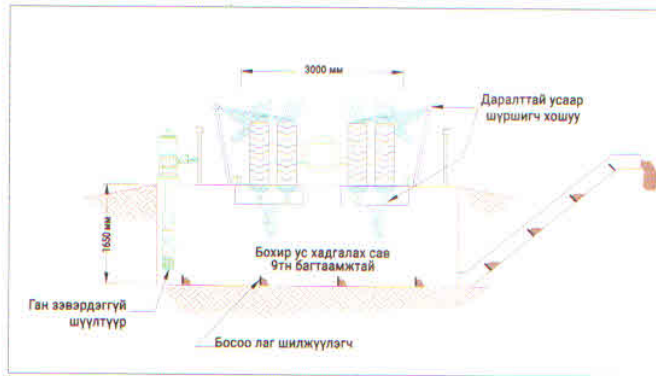 3000 мм
Даралттай усаар
шүршигч хошуу
1650 мм
Бохир ус хадгалах сав
9тн багтаамжтай
Ган зэвэрдэггүй
шүүлтүүр
Босоо лаг шилжүүлэгч